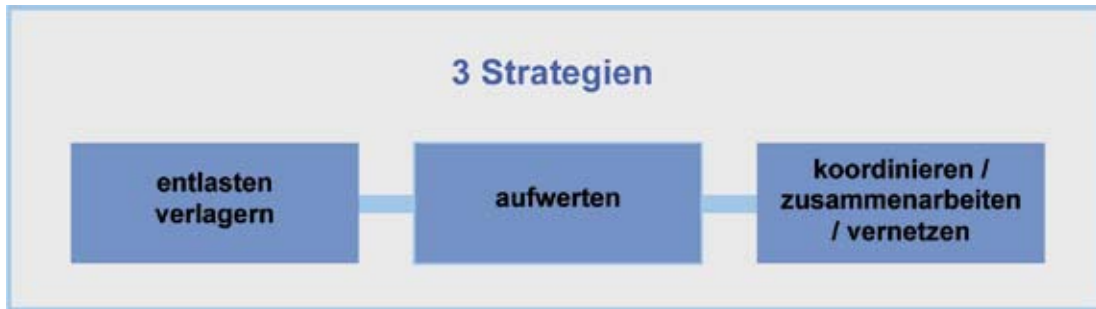 3 Strategien
entlasten
verlagern
aufwerten
koordinieren /
zusammenarbeiten
/ vernetzen